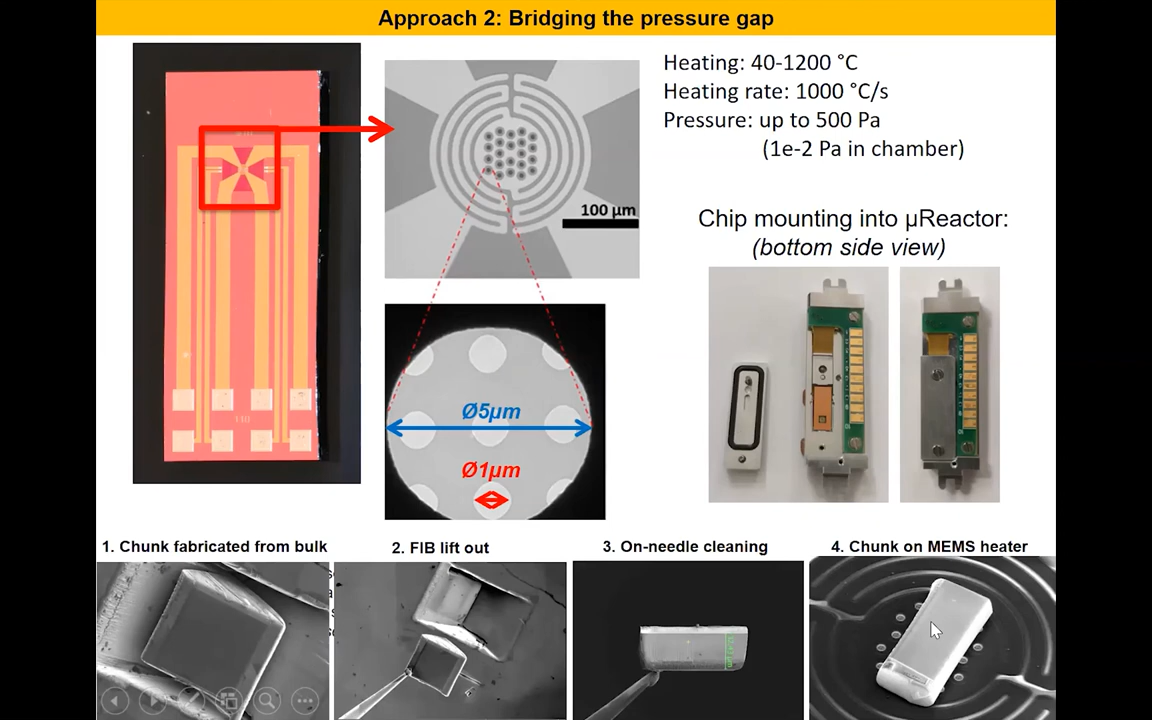 Approach 2: Bridging the pressure gap
Heating: 40-1200 °C
Heating rate: 1000 °C/s
Pressure: up to 500 Pa
(1e-2 Pa in chamber)
100 µm
Chip mounting into µReactor:
(bottom side view)
Ø5µm
Ø1µm
1. Chunk fabricated from bulk
2. FIB lift out
3. On-needle cleaning
4. Chunk on MEMS heater